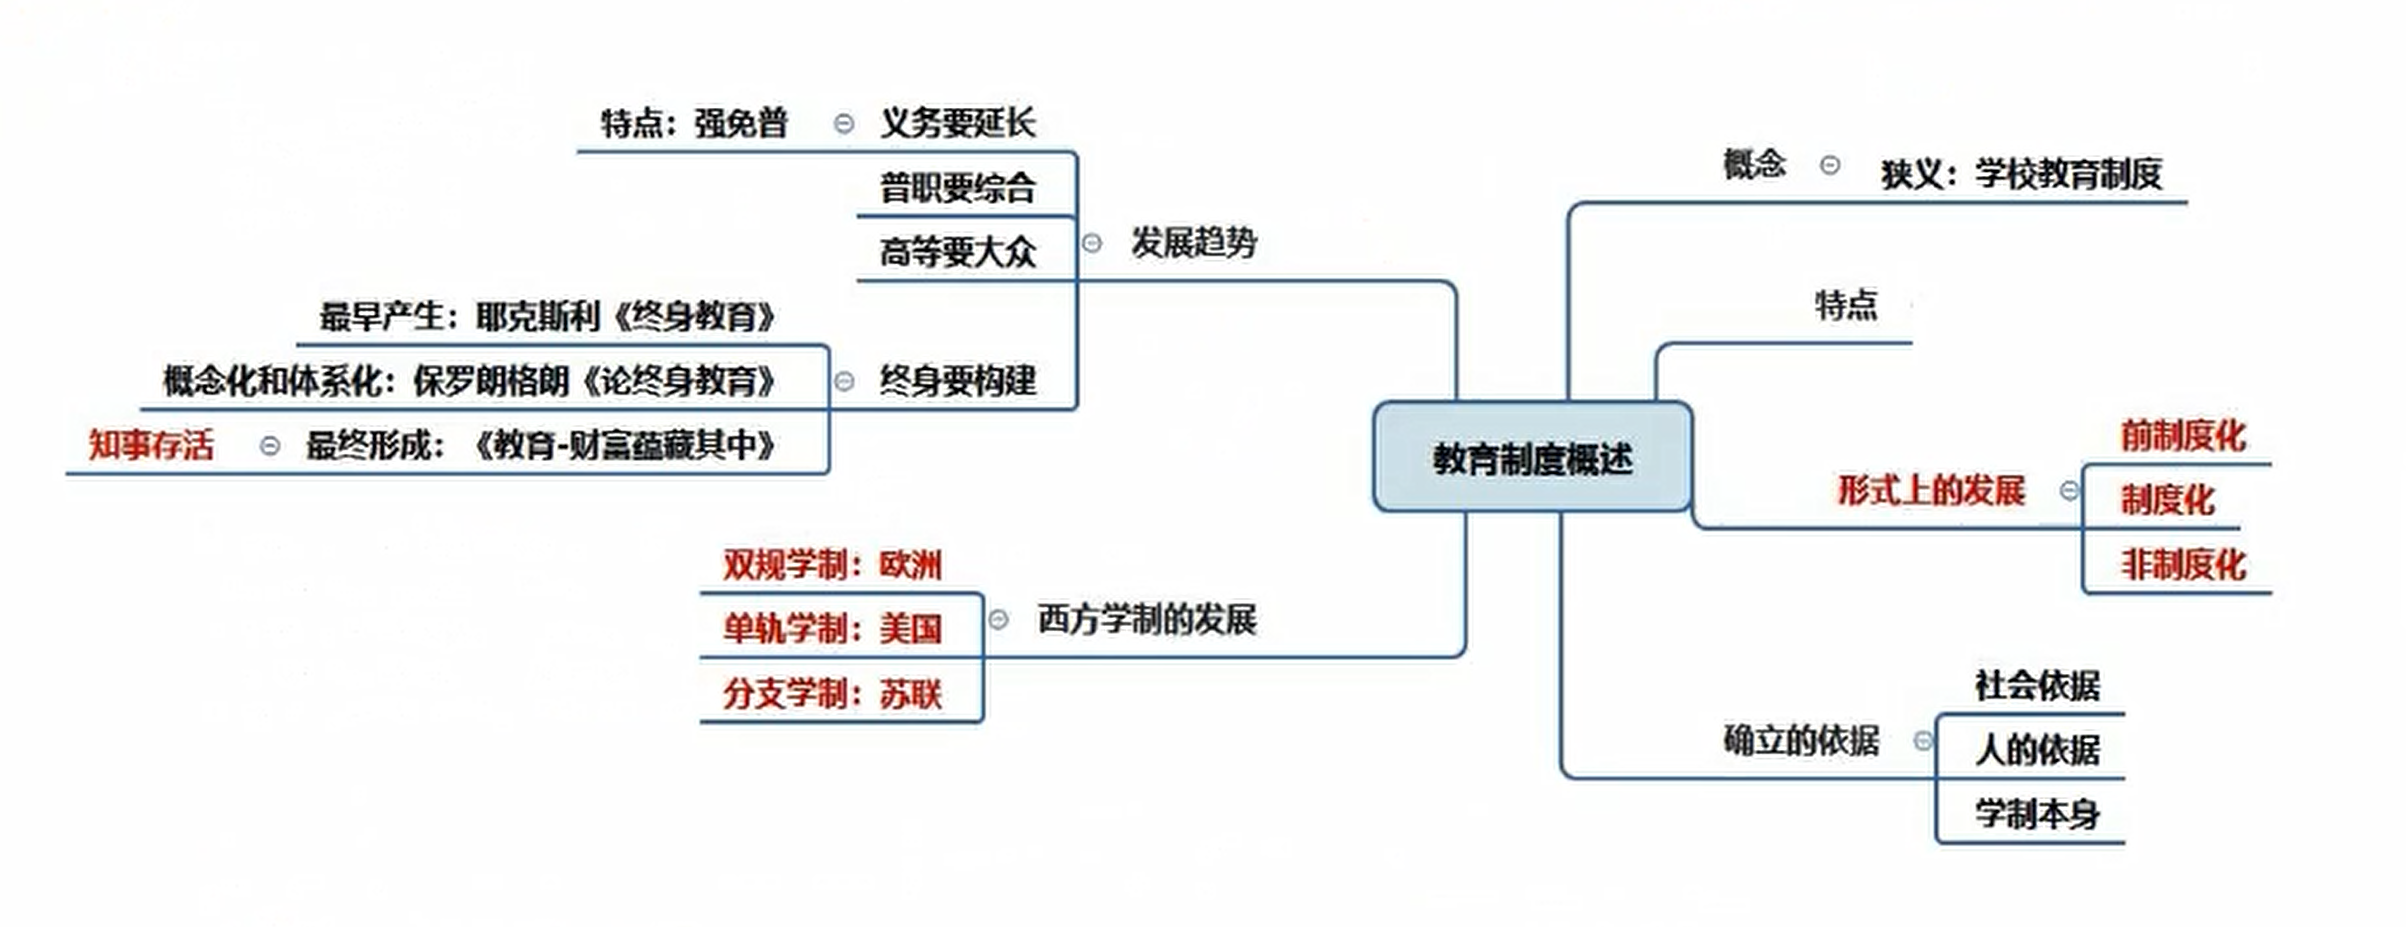 教育制度概述
概念
狭义：学校教育制度
特点
形式上的发展
前制度化
制度化
非制度化
确立的依据
社会依据
人的依据
学制本身
西方学制的发展
双规学制：欧洲
单轨学制：美国
分支学制：苏联
发展趋势
义务要延长
特点：强免普
普职要综合
高等要大众
终身要构建
最早产生：耶克斯利《终身教育》
概念化和体系化：保罗朗格朗《论终身教育》
最终形成：《教育-财富蕴藏其中》
知事存活